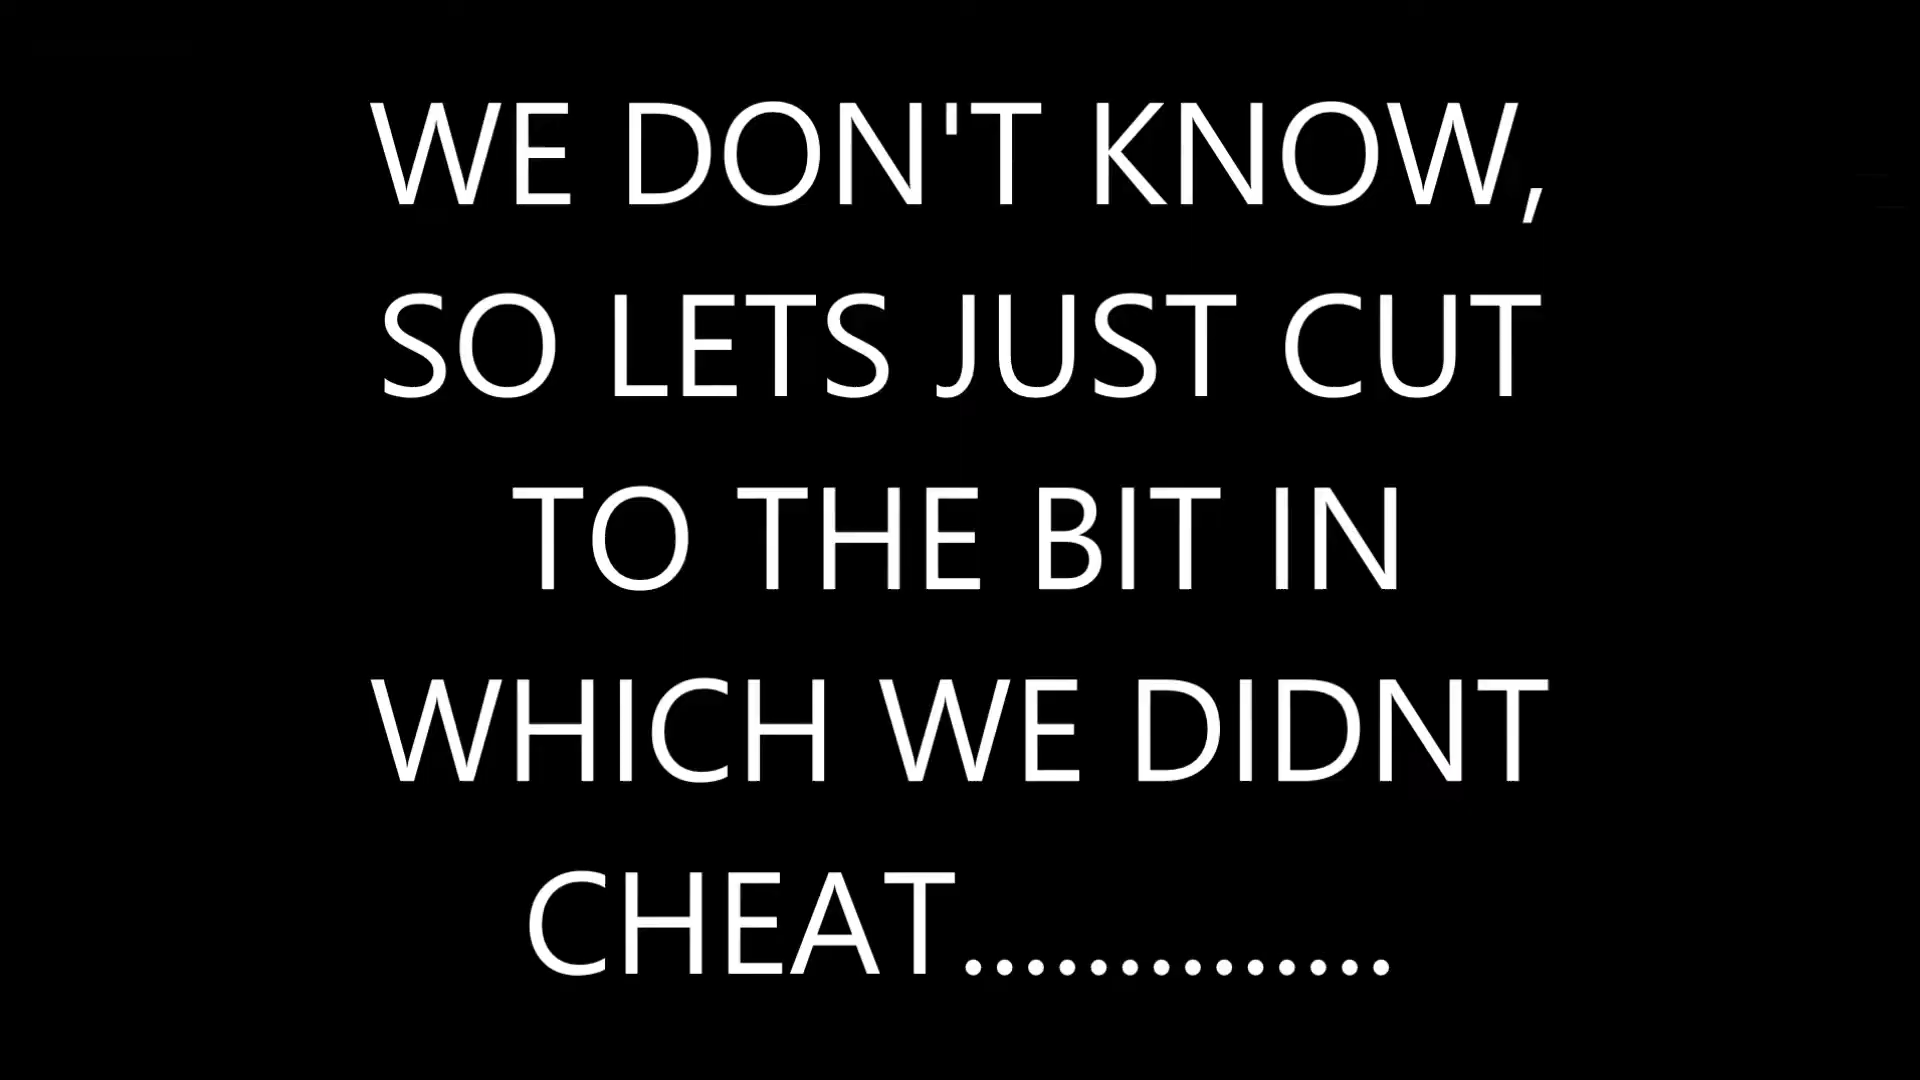 WE DON'T KNOW,
SO LETS JUST CUT
TO THE BIT IN
WHICH WE DIDNT
CHEAT..............